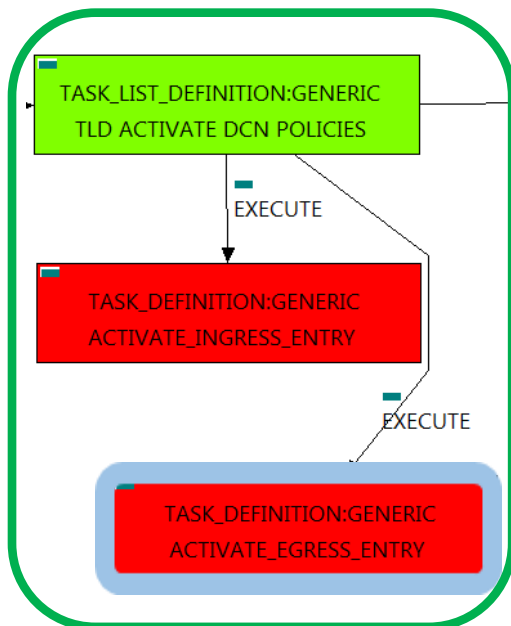 TASK_LIST_DEFINITION:GENERIC
TLD ACTIVATE DCN POLICIES
EXECUTE
TASK_DEFINITION:GENERIC
ACTIVATE_INGRESS_ENTRY
EXECUTE
TASK_DEFINITION:GENERIC
ACTIVATE_EGRESS_ENTRY